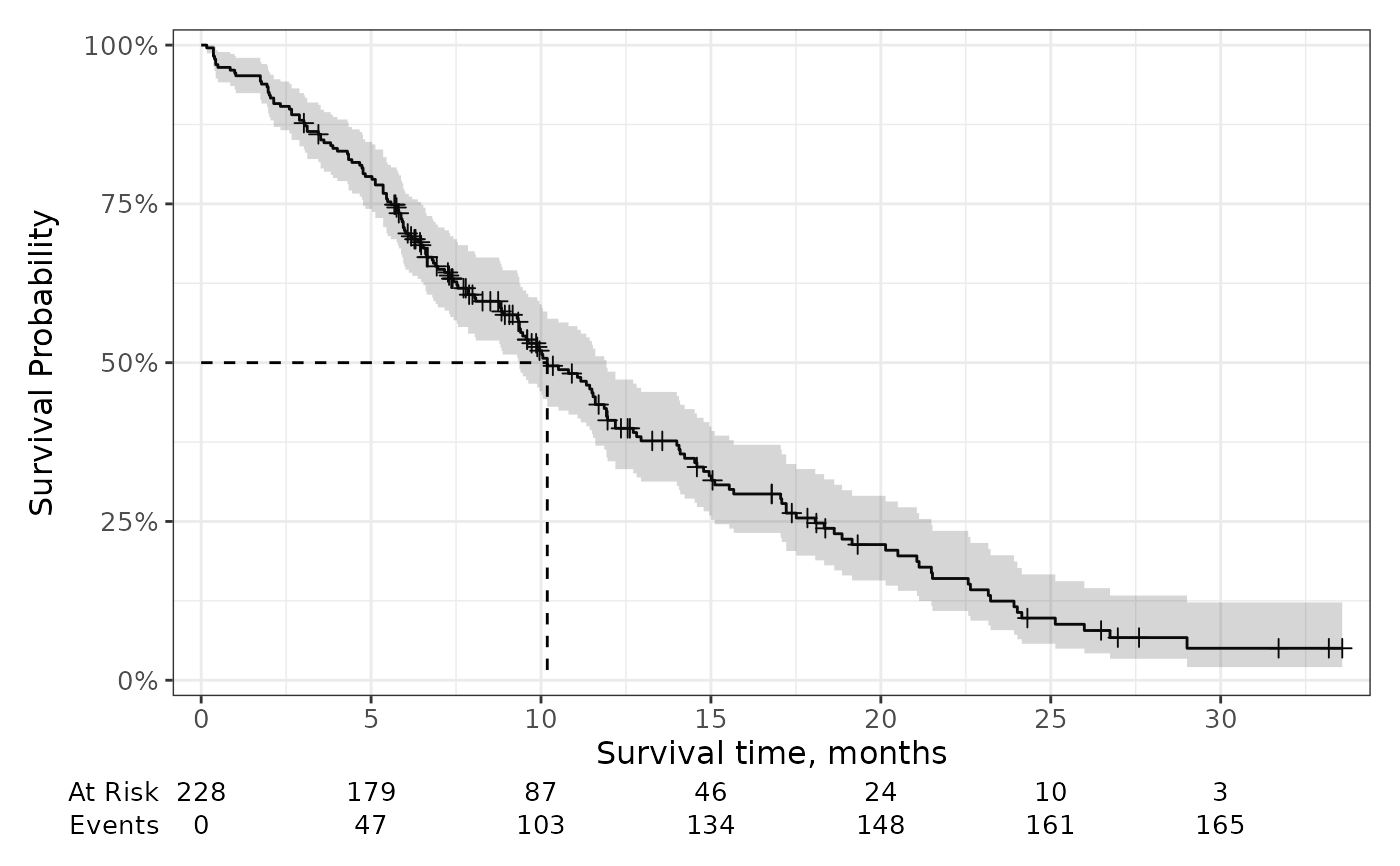 100%
75%
50%
25%
0%
Survival Probability
0 5 10 15 20 25 30
Survival time, months
At Risk 228 179 87 46 24 10 3
Events 0 47 103 134 148 161 165